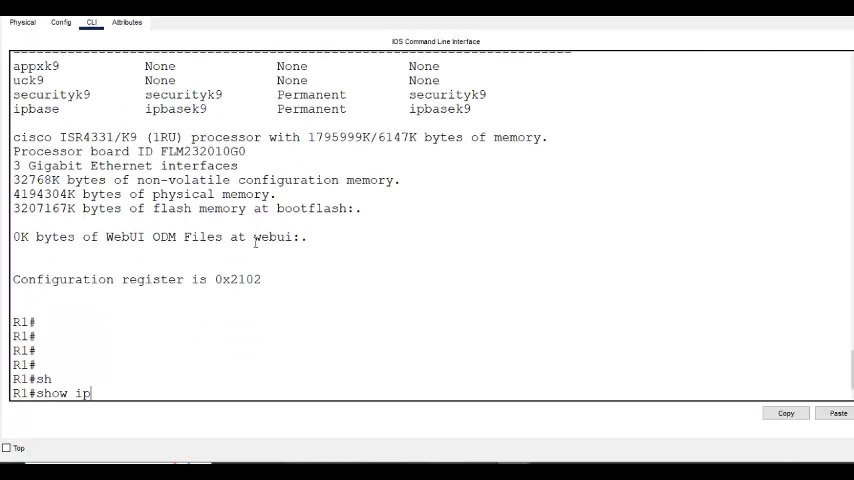 Physical Config CLI Attributes
IOS Command Line Interface
appxk9 None None None
uck9 None None None
securityk9 securityk9 Permanent securityk9
ipbase ipbasek9 Permanent ipbasek9
cisco ISR4331/K9 (1RU) processor with 1795999K/6147K bytes of memory.
Processor board ID FLM232010G0
3 Gigabit Ethernet interfaces
32768K bytes of non-volatile configuration memory.
4194304K bytes of physical memory.
3207167K bytes of flash memory at bootflash:.
0K bytes of WebUI ODM Files at webui:.
Configuration register is 0x2102
R1#
R1#
R1#
R1#
R1#sh
R1#show ip
Copy Paste
Top